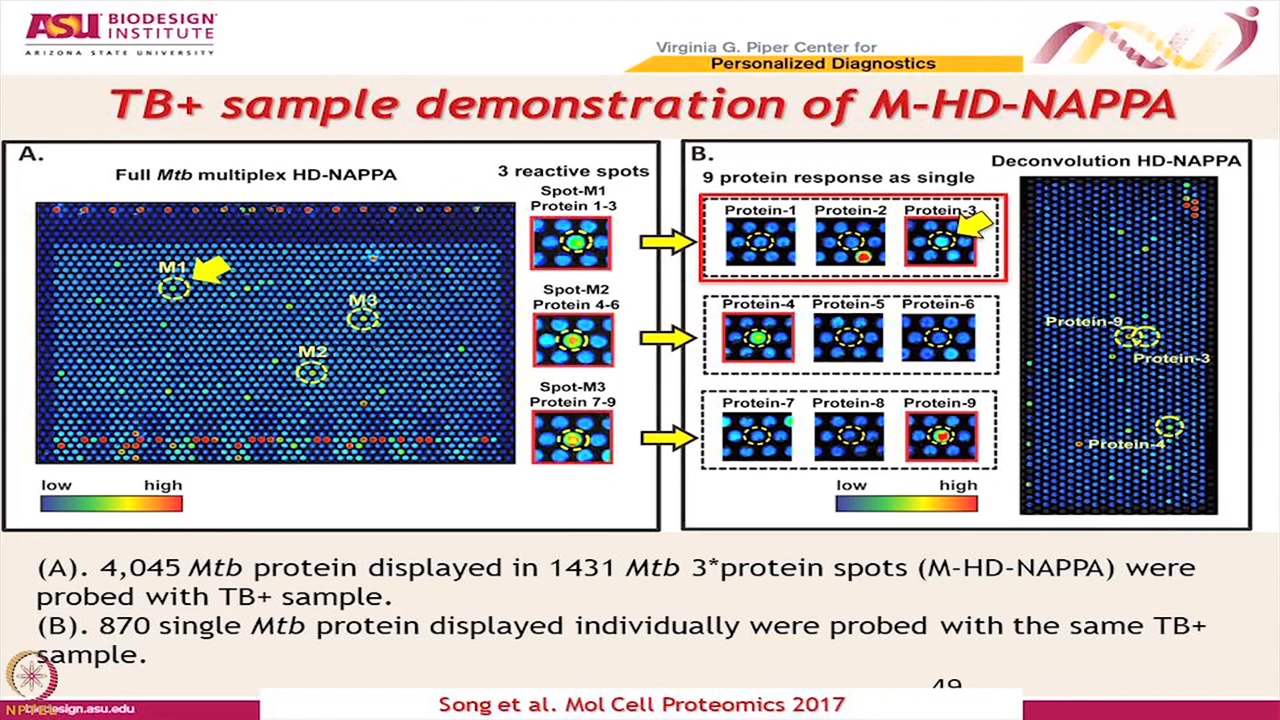 ASU BIODESIGN
INSTITUTE
ARIZONA STATE UNIVERSITY
Virginia G. Piper Center for
Personalized Diagnostics
TB+ sample demonstration of M-HD-NAPPA
A.
Full Mtb multiplex HD-NAPPA
3 reactive spots
Spot-M1
Protein 1-3
M1
M3
M2
Spot-M2
Protein 4-6
Spot-M3
Protein 7-9
low high
B.
Deconvolution HD-NAPPA
9 protein response as single
Protein-1 Protein-2 Protein-3
Protein-4 Protein-5 Protein-6
Protein-7 Protein-8 Protein-9
Protein-9
Protein-3
Protein-4
low high
(A). 4,045 Mtb protein displayed in 1431 Mtb 3*protein spots (M-HD-NAPPA) were
probed with TB+ sample.
(B). 870 single Mtb protein displayed individually were probed with the same TB+
sample.
49
Song et al. Mol Cell Proteomics 2017
NPTEL
biodesign.asu.edu